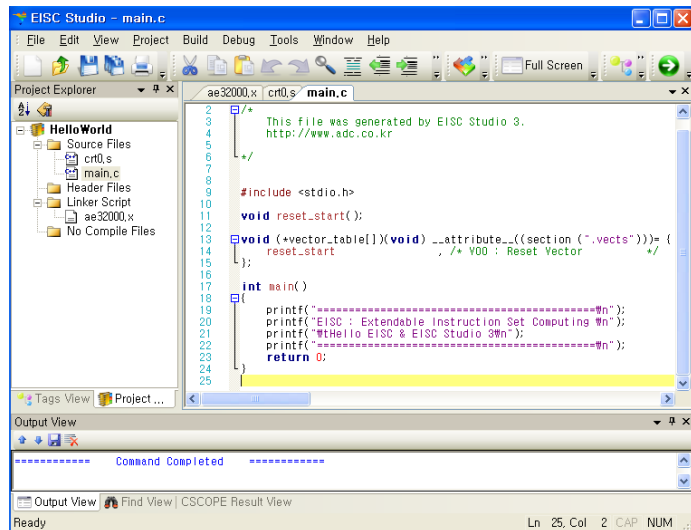 EISC Studio - main.c
File Edit View Project Build Debug Tools Window Help
Full Screen
Project Explorer
HelloWorld
Source Files
crt0.s
main.c
Header Files
Linker Script
ae32000.x
No Compile Files
Tags View Project ...
ae32000.x crt0.s main.c
2 /*
3 This file was generated by EISC Studio 3.
4 http://www.adc.co.kr
5
6 */
7
8
9 #include <stdio.h>
10
11 void reset_start();
12
13 void (*vector_table[])(void) __attribute__((section (".vects")))= {
14 reset_start , /* V00 : Reset Vector */
15 };
16
17 int main()
18 {
19 printf("==========================================₩n");
20 printf("EISC : Extendable Instruction Set Computing ₩n");
21 printf("₩tHello EISC & EISC Studio 3₩n");
22 printf("==========================================₩n");
23 return 0;
24 }
25
Output View
============ Command Completed ============
Output View Find View CSCOPE Result View
Ready Ln 25, Col 2 CAP NUM